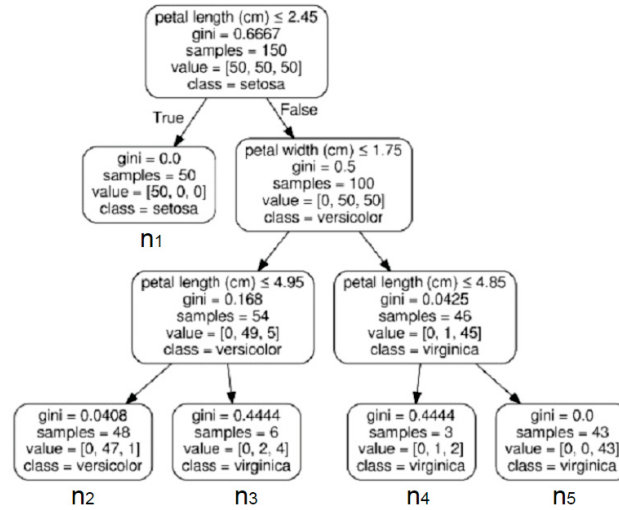 petal length (cm) ≤ 2.45
gini = 0.6667
samples = 150
value = [50, 50, 50]
class = setosa
True
False
gini = 0.0
samples = 50
value = [50, 0, 0]
class = setosa
n1
petal width (cm) ≤ 1.75
gini = 0.5
samples = 100
value = [0, 50, 50]
class = versicolor
petal length (cm) ≤ 4.95
gini = 0.168
samples = 54
value = [0, 49, 5]
class = versicolor
petal length (cm) ≤ 4.85
gini = 0.0425
samples = 46
value = [0, 1, 45]
class = virginica
gini = 0.0408
samples = 48
value = [0, 47, 1]
class = versicolor
n2
gini = 0.4444
samples = 6
value = [0, 2, 4]
class = virginica
n3
gini = 0.4444
samples = 3
value = [0, 1, 2]
class = virginica
n4
gini = 0.0
samples = 43
value = [0, 0, 43]
class = virginica
n5